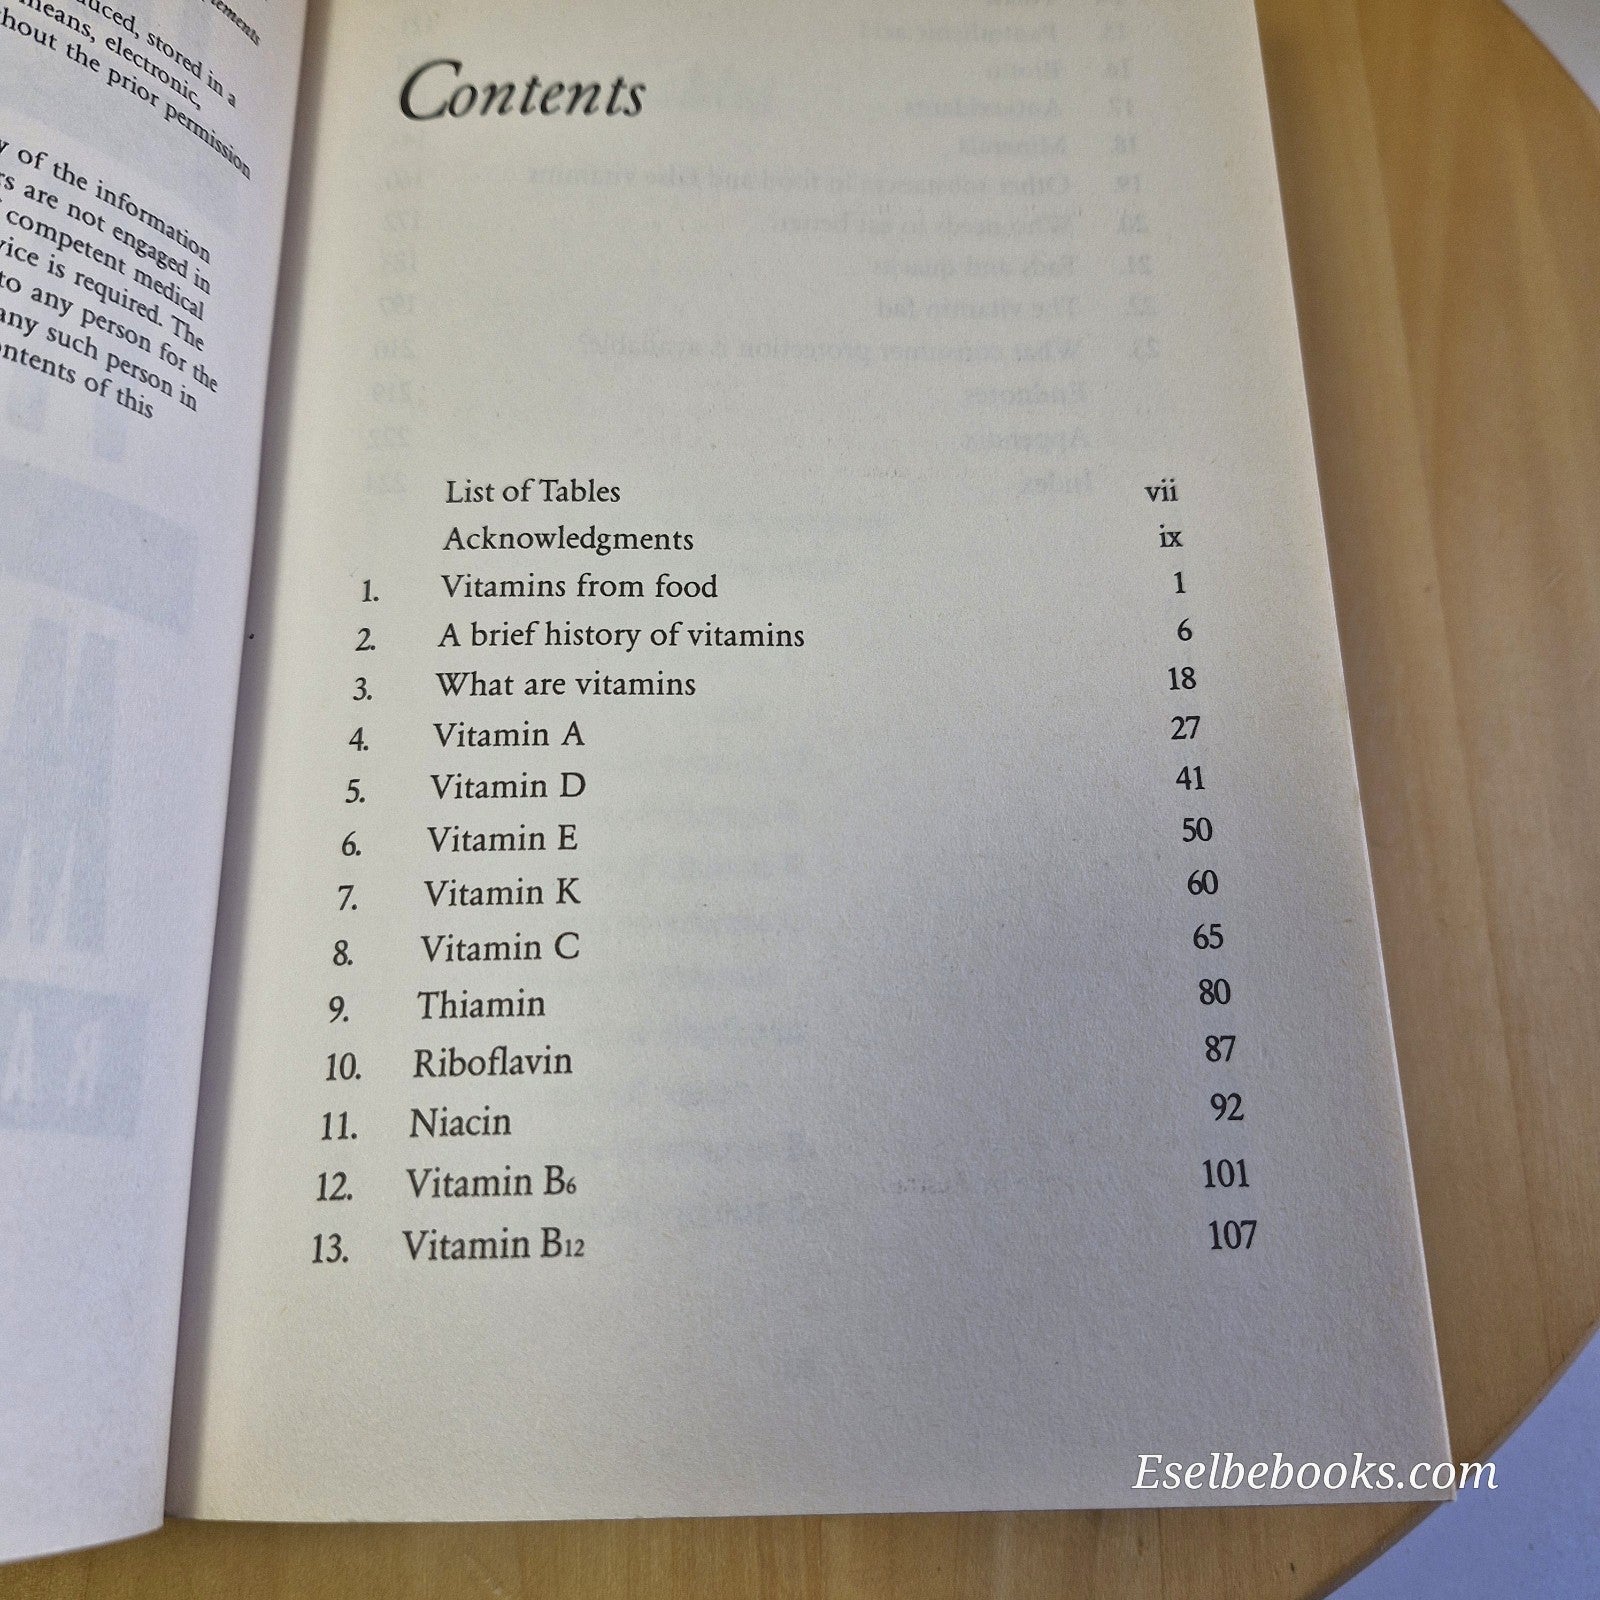 uced, stored in a
means, electronic,
hout the prior permission
of the information
rs are not engaged in
competent medical
vice is required. The
to any person for the
any such person in
ontents of this
Contents
List of Tables vii
Acknowledgments ix
1. Vitamins from food 1
2. A brief history of vitamins 6
3. What are vitamins 18
4. Vitamin A 27
5. Vitamin D 41
6. Vitamin E 50
7. Vitamin K 60
8. Vitamin C 65
9. Thiamin 80
10. Riboflavin 87
11. Niacin 92
12. Vitamin B6 101
13. Vitamin B12 107
Eselbebooks.com